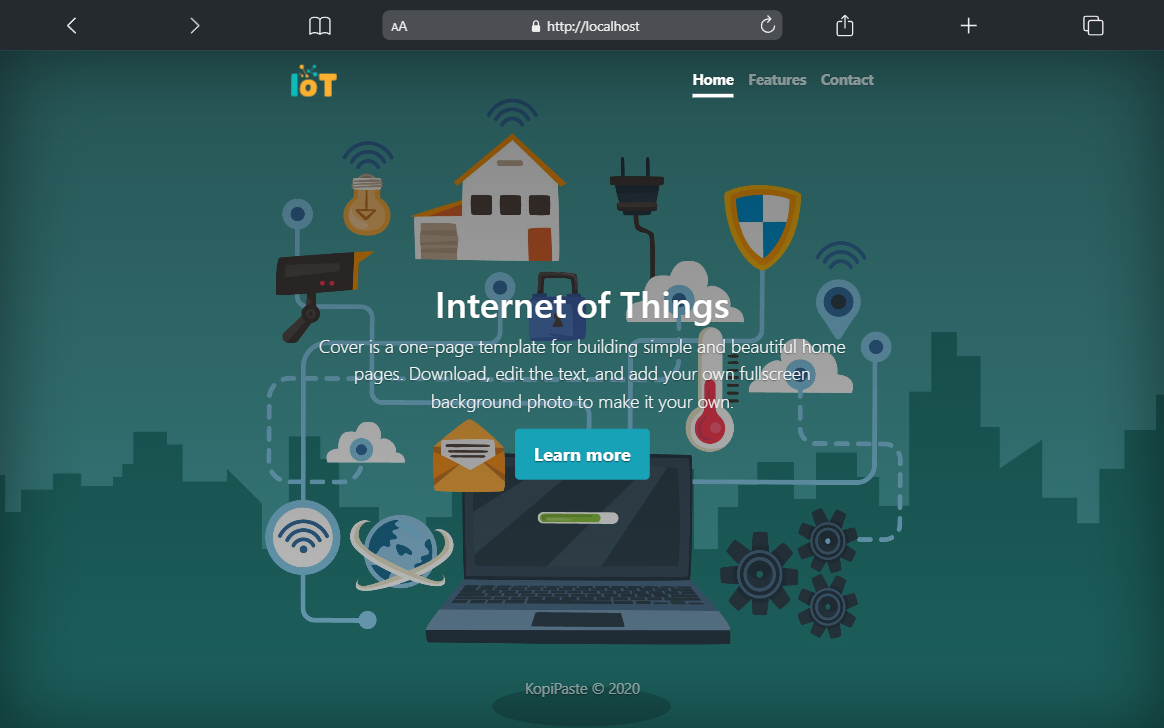 AA
http://localhost
IoT
Home Features Contact
Internet of Things
Cover is a one-page template for building simple and beautiful home
pages. Download, edit the text, and add your own fullscreen
background photo to make it your own.
Learn more
KopiPaste © 2020